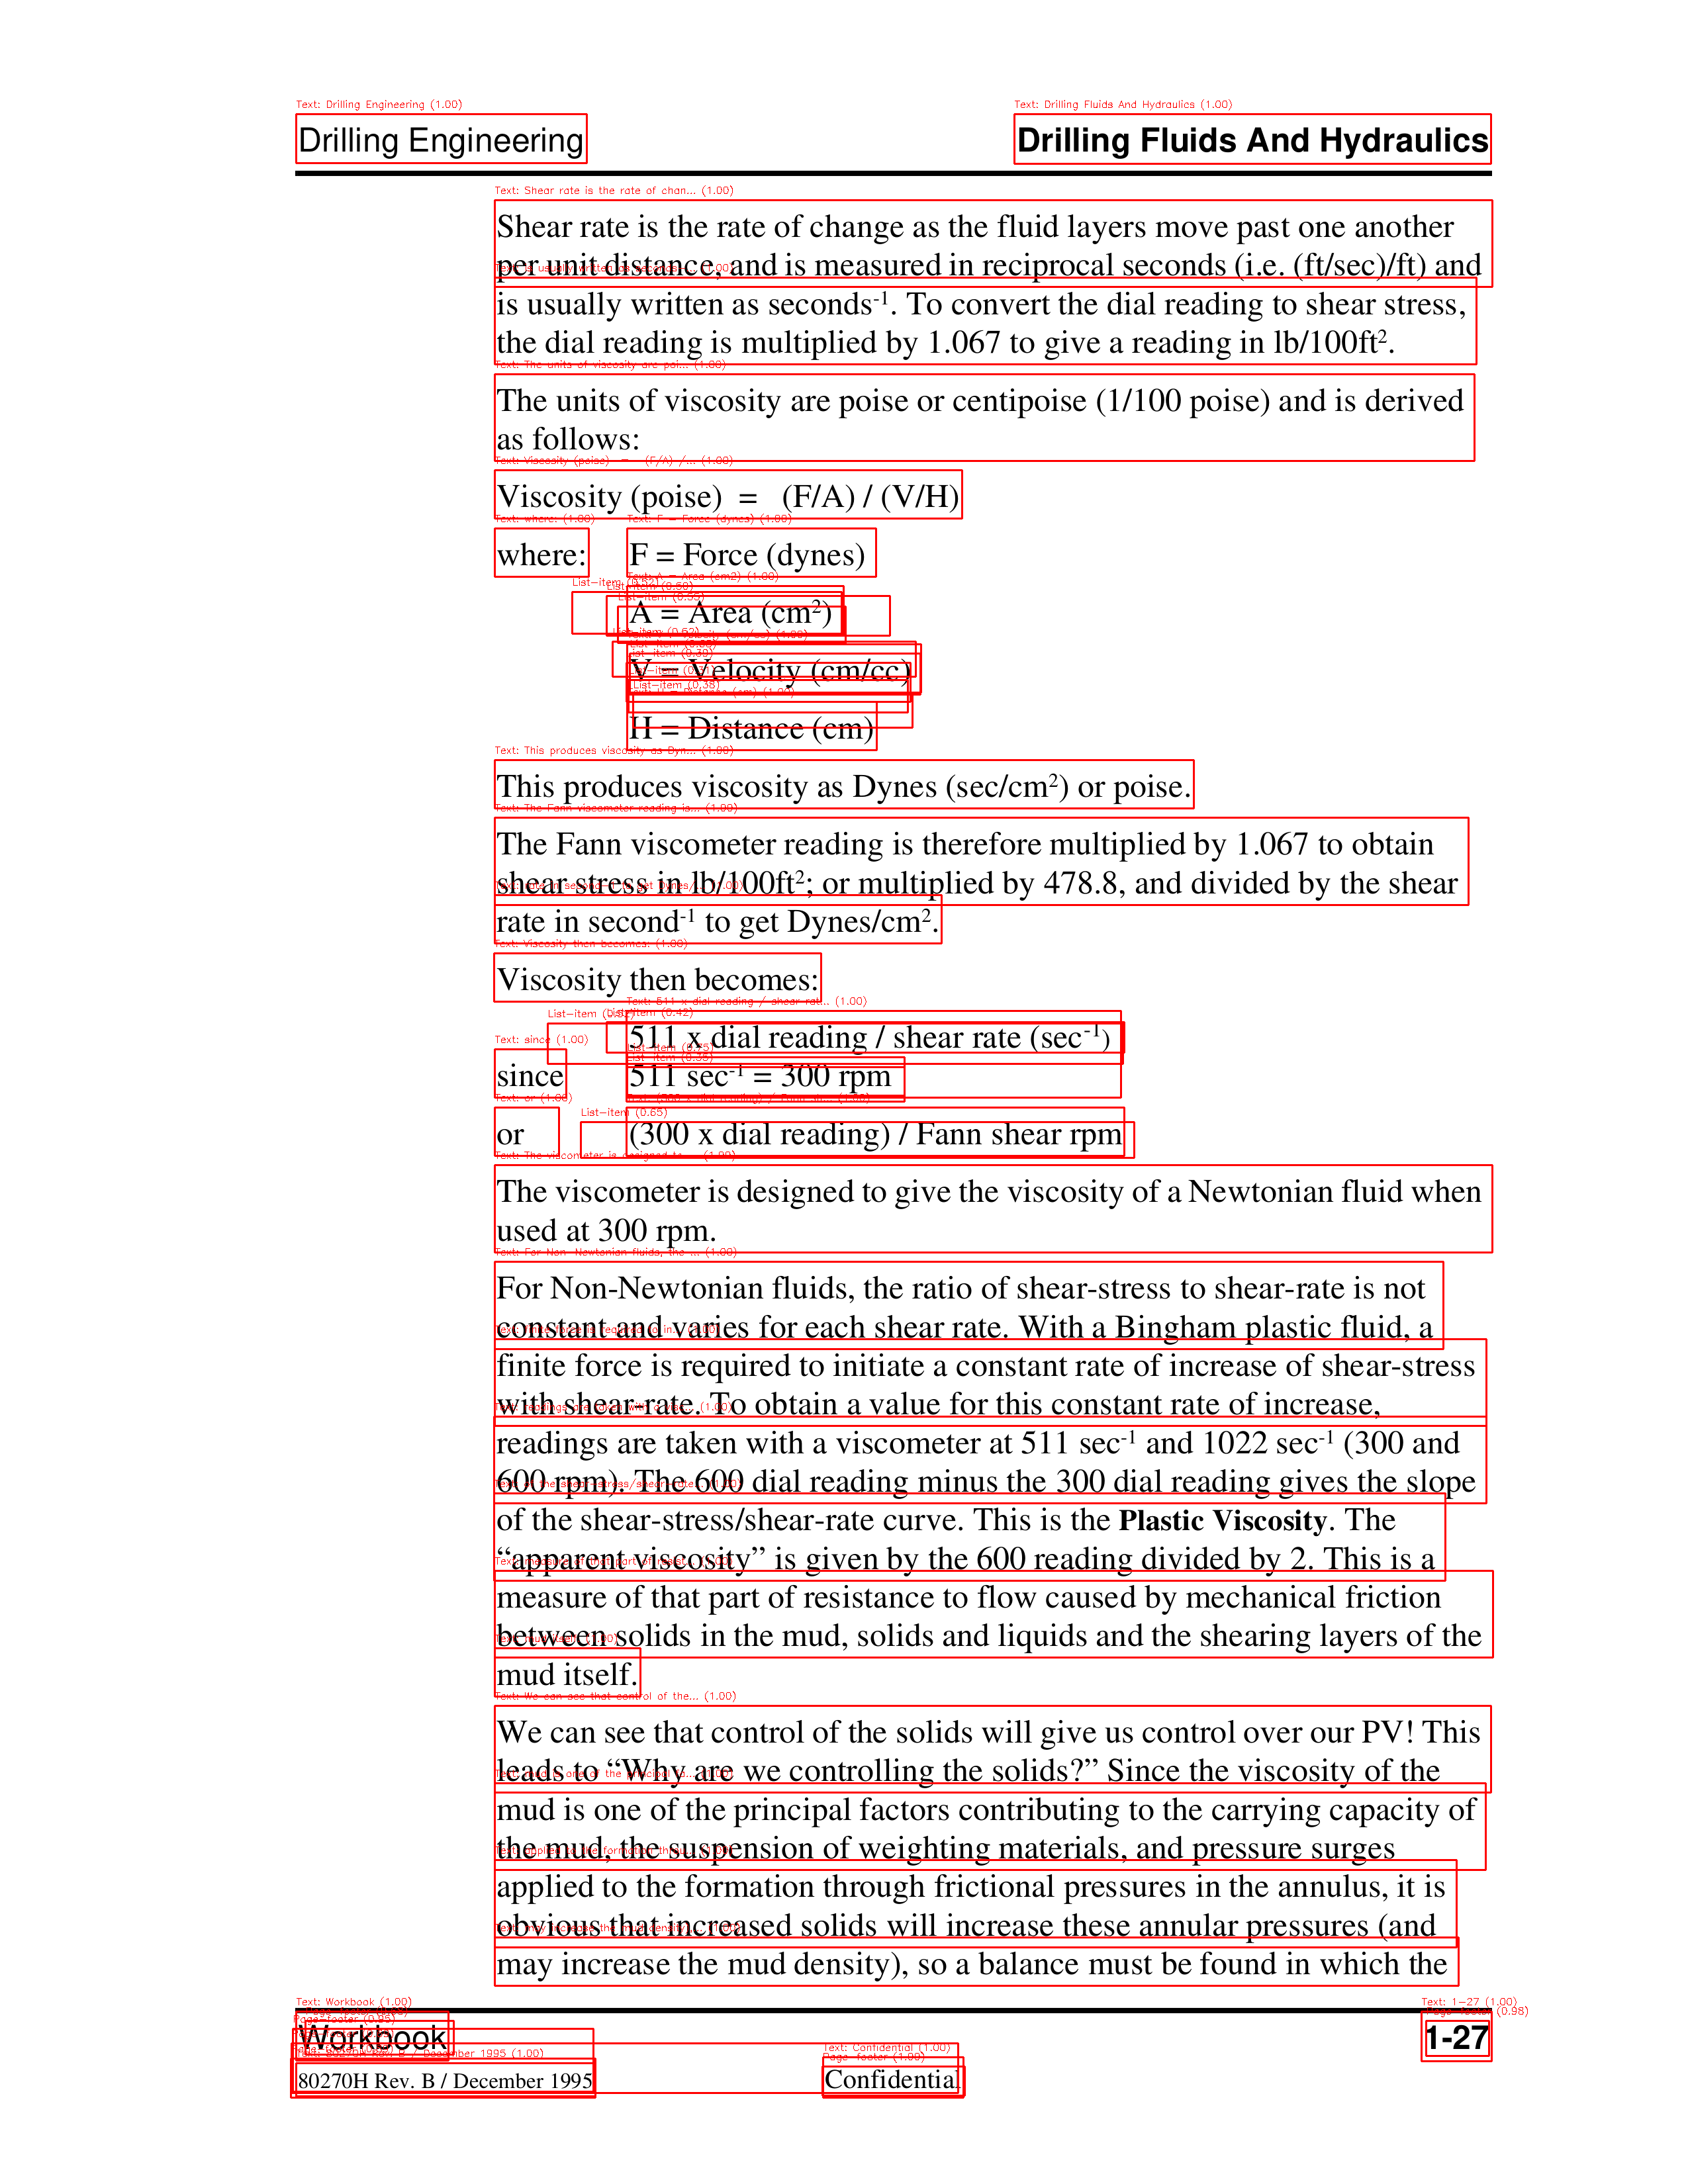 Drilling Engineering
Drilling Fluids And Hydraulics
Shear rate is the rate of change as the fluid layers move past one another
per unit distance, and is measured in reciprocal seconds (i.e. (ft/sec)/ft) and
is usually written as seconds⁻¹. To convert the dial reading to shear stress,
the dial reading is multiplied by 1.067 to give a reading in lb/100ft².
The units of viscosity are poise or centipoise (1/100 poise) and is derived
as follows:
Viscosity (poise) = (F/A) / (V/H)
where: F = Force (dynes)
A = Area (cm²)
V = Velocity (cm/cc)
H = Distance (cm)
This produces viscosity as Dynes (sec/cm²) or poise.
The Fann viscometer reading is therefore multiplied by 1.067 to obtain
shear stress in lb/100ft²; or multiplied by 478.8, and divided by the shear
rate in second⁻¹ to get Dynes/cm².
Viscosity then becomes:
511 x dial reading / shear rate (sec⁻¹)
since 511 sec⁻¹ = 300 rpm
or (300 x dial reading) / Fann shear rpm
The viscometer is designed to give the viscosity of a Newtonian fluid when
used at 300 rpm.
For Non-Newtonian fluids, the ratio of shear-stress to shear-rate is not
constant and varies for each shear rate. With a Bingham plastic fluid, a
finite force is required to initiate a constant rate of increase of shear-stress
with shear-rate. To obtain a value for this constant rate of increase,
readings are taken with a viscometer at 511 sec⁻¹ and 1022 sec⁻¹ (300 and
600 rpm). The 600 dial reading minus the 300 dial reading gives the slope
of the shear-stress/shear-rate curve. This is the Plastic Viscosity. The
“apparent viscosity” is given by the 600 reading divided by 2. This is a
measure of that part of resistance to flow caused by mechanical friction
between solids in the mud, solids and liquids and the shearing layers of the
mud itself.
We can see that control of the solids will give us control over our PV! This
leads to “Why are we controlling the solids?” Since the viscosity of the
mud is one of the principal factors contributing to the carrying capacity of
the mud, the suspension of weighting materials, and pressure surges
applied to the formation through frictional pressures in the annulus, it is
obvious that increased solids will increase these annular pressures (and
may increase the mud density), so a balance must be found in which the
Workbook
1-27
80270H Rev. B / December 1995
Confidential